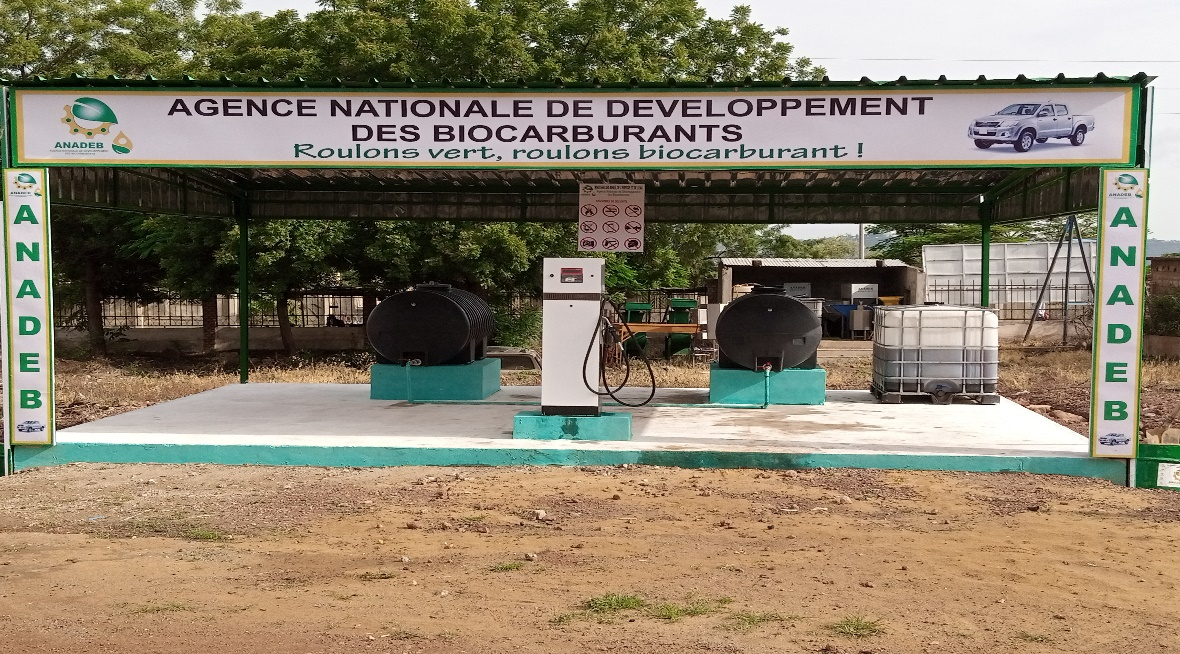 AGENCE NATIONALE DE DEVELOPPEMENT
DES BIOCARBURANTS
Roulons vert, roulons biocarburant !
ANADEB
ANADEB
ANADEB